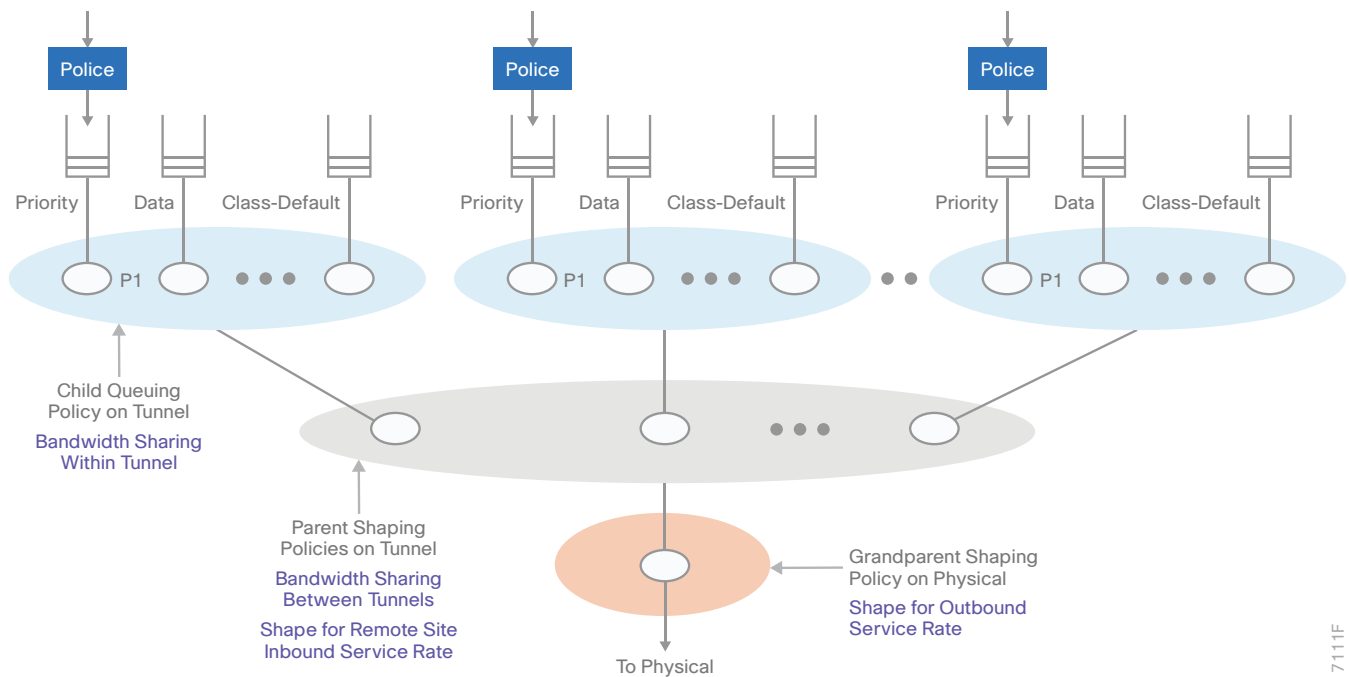 Police
Police
Police
Priority
Data
Class-Default
Priority
Data
Class-Default
Priority
Data
Class-Default
P1
P1
P1
Child Queuing
Policy on Tunnel
Bandwidth Sharing
Within Tunnel
Parent Shaping
Policies on Tunnel
Bandwidth Sharing
Between Tunnels
Shape for Remote Site
Inbound Service Rate
Grandparent Shaping
Policy on Physical
Shape for Outbound
Service Rate
To Physical
7111F